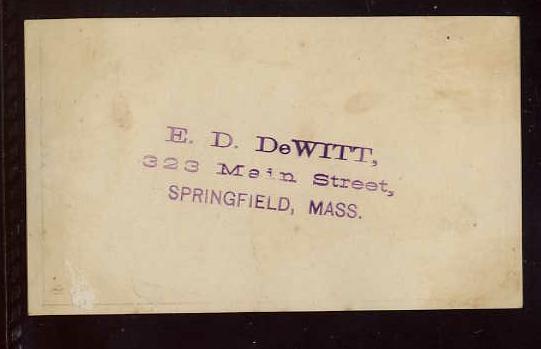 E. D. DeWITT,
323 Main Street,
SPRINGFIELD, MASS.